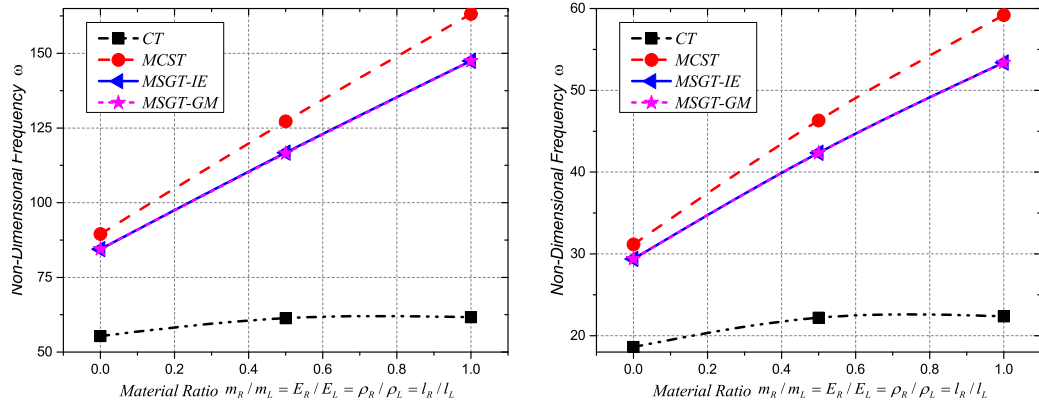 Non-Dimensional Frequency ω
150
125
100
75
50
CT
MCST
MSGT-IE
MSGT-GM
0.0 0.2 0.4 0.6 0.8 1.0
Material Ratio m_R / m_L = E_R / E_L = ρ_R / ρ_L = l_R / l_L
Non-Dimensional Frequency ω
60
50
40
30
20
CT
MCST
MSGT-IE
MSGT-GM
0.0 0.2 0.4 0.6 0.8 1.0
Material Ratio m_R / m_L = E_R / E_L = ρ_R / ρ_L = l_R / l_L